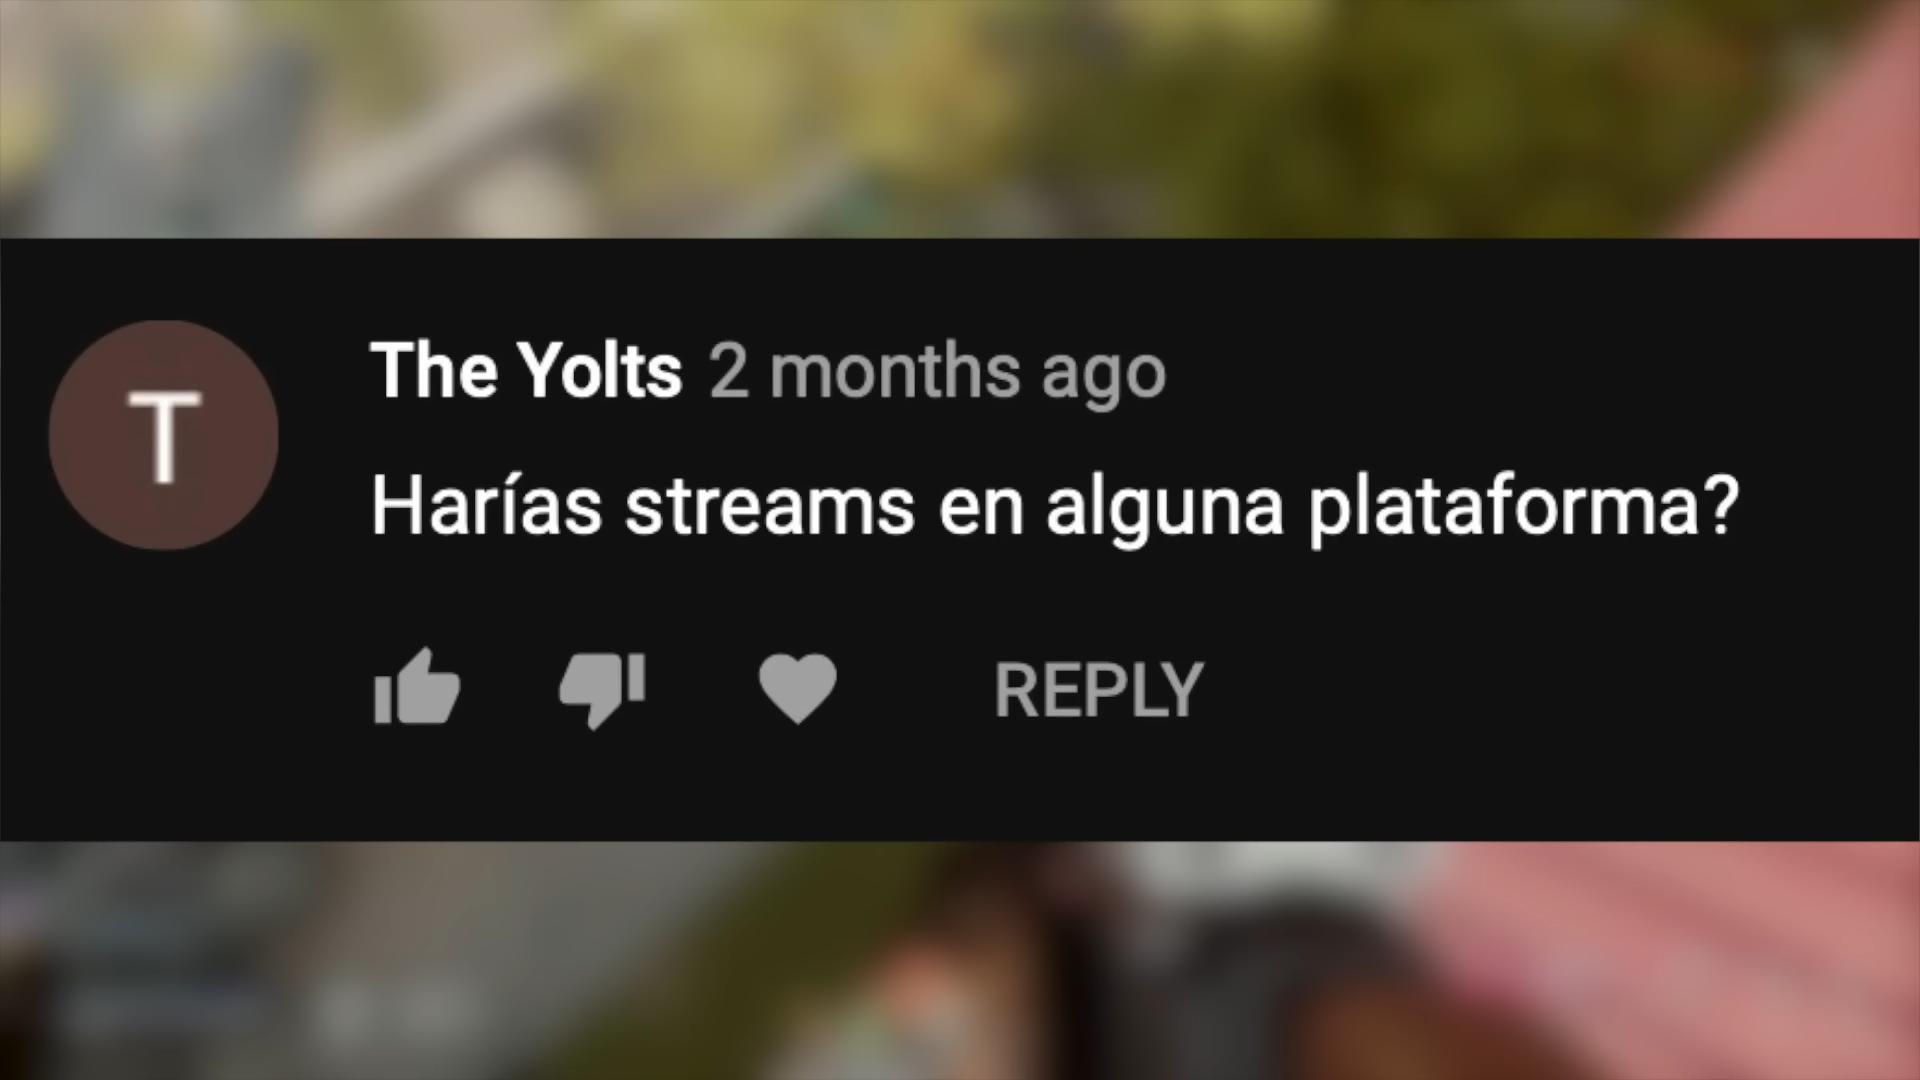 T
The Yolts 2 months ago
Harías streams en alguna plataforma?
REPLY